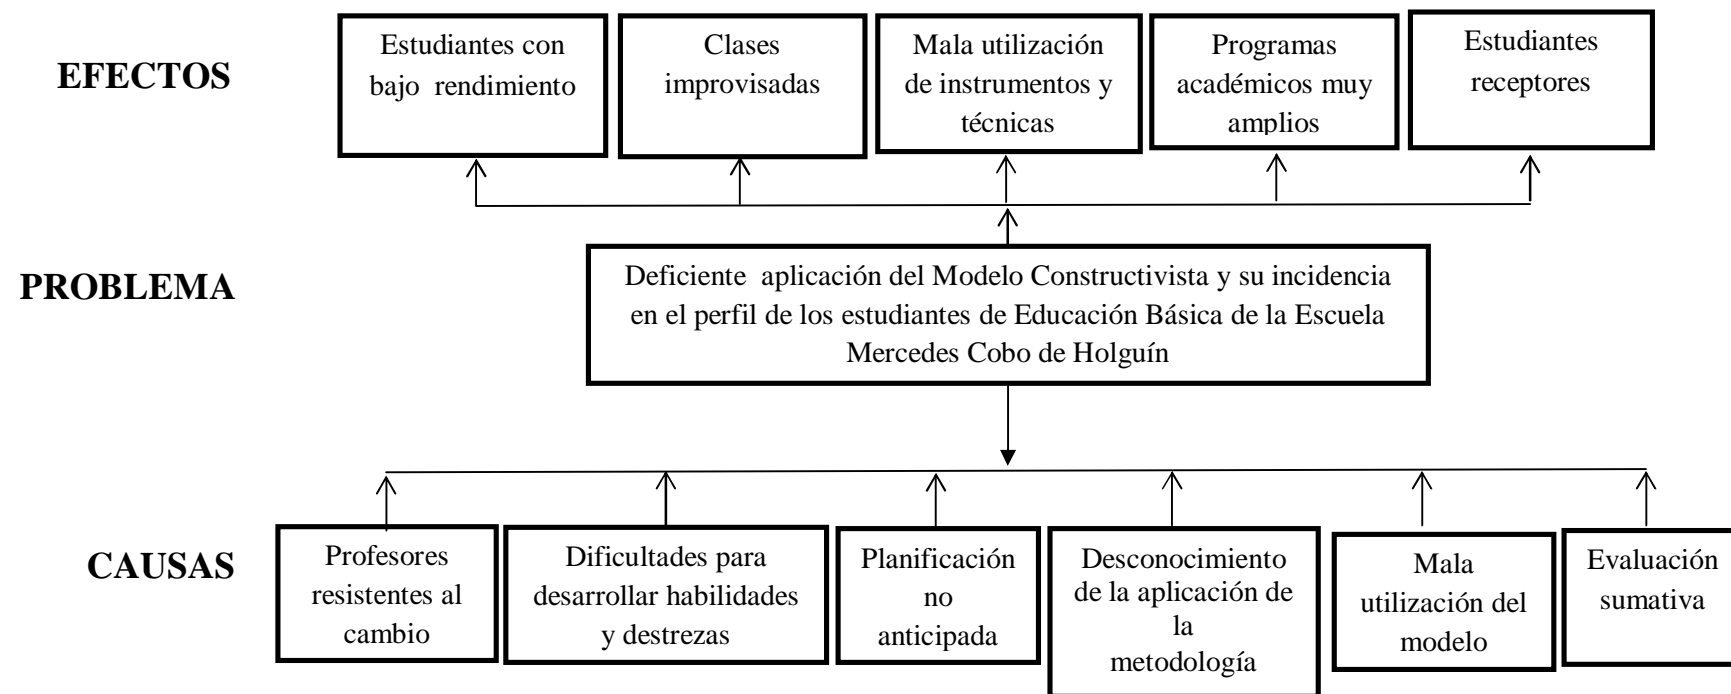 EFECTOS
Estudiantes con
bajo rendimiento
Clases
improvisadas
Mala utilización
de instrumentos y
técnicas
Programas
académicos muy
amplios
Estudiantes
receptores
PROBLEMA
Deficiente aplicación del Modelo Constructivista y su incidencia
en el perfil de los estudiantes de Educación Básica de la Escuela
Mercedes Cobo de Holguín
CAUSAS
Profesores
resistentes al
cambio
Dificultades para
desarrollar habilidades
y destrezas
Planificación
no
anticipada
Desconocimiento
de la aplicación de
la
metodología
Mala
utilización del
modelo
Evaluación
sumativa